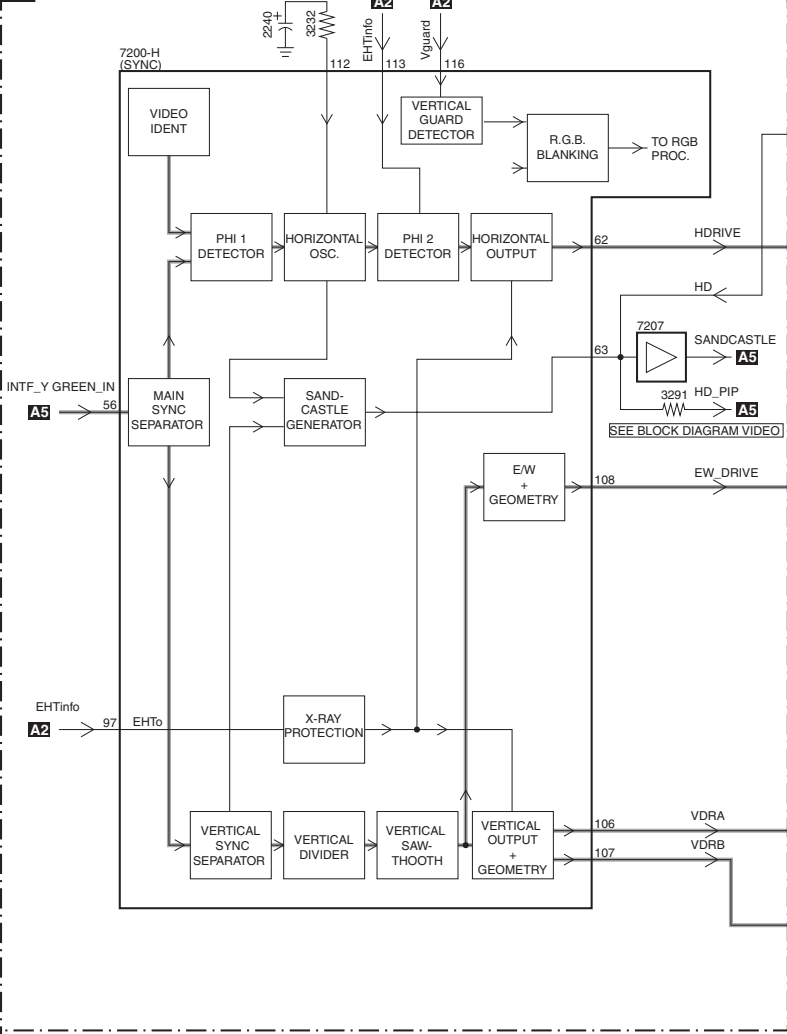 A2
A2
2240
+
3232
EHTinfo
Vguard
7200-H
(SYNC)
112
113
116
VIDEO
IDENT
VERTICAL
GUARD
DETECTOR
R.G.B.
BLANKING
TO RGB
PROC.
PHI 1
DETECTOR
HORIZONTAL
OSC.
PHI 2
DETECTOR
HORIZONTAL
OUTPUT
62
HDRIVE
HD
7207
63
SANDCASTLE
A5
INTF_Y GREEN_IN
A5
56
MAIN
SYNC
SEPARATOR
SAND-
CASTLE
GENERATOR
3291
HD_PIP
A5
SEE BLOCK DIAGRAM VIDEO
E/W
+
GEOMETRY
108
EW_DRIVE
EHTinfo
A2
97
EHTo
X-RAY
PROTECTION
VERTICAL
SYNC
SEPARATOR
VERTICAL
DIVIDER
VERTICAL
SAW-
THOOTH
VERTICAL
OUTPUT
+
GEOMETRY
106
VDRA
107
VDRB